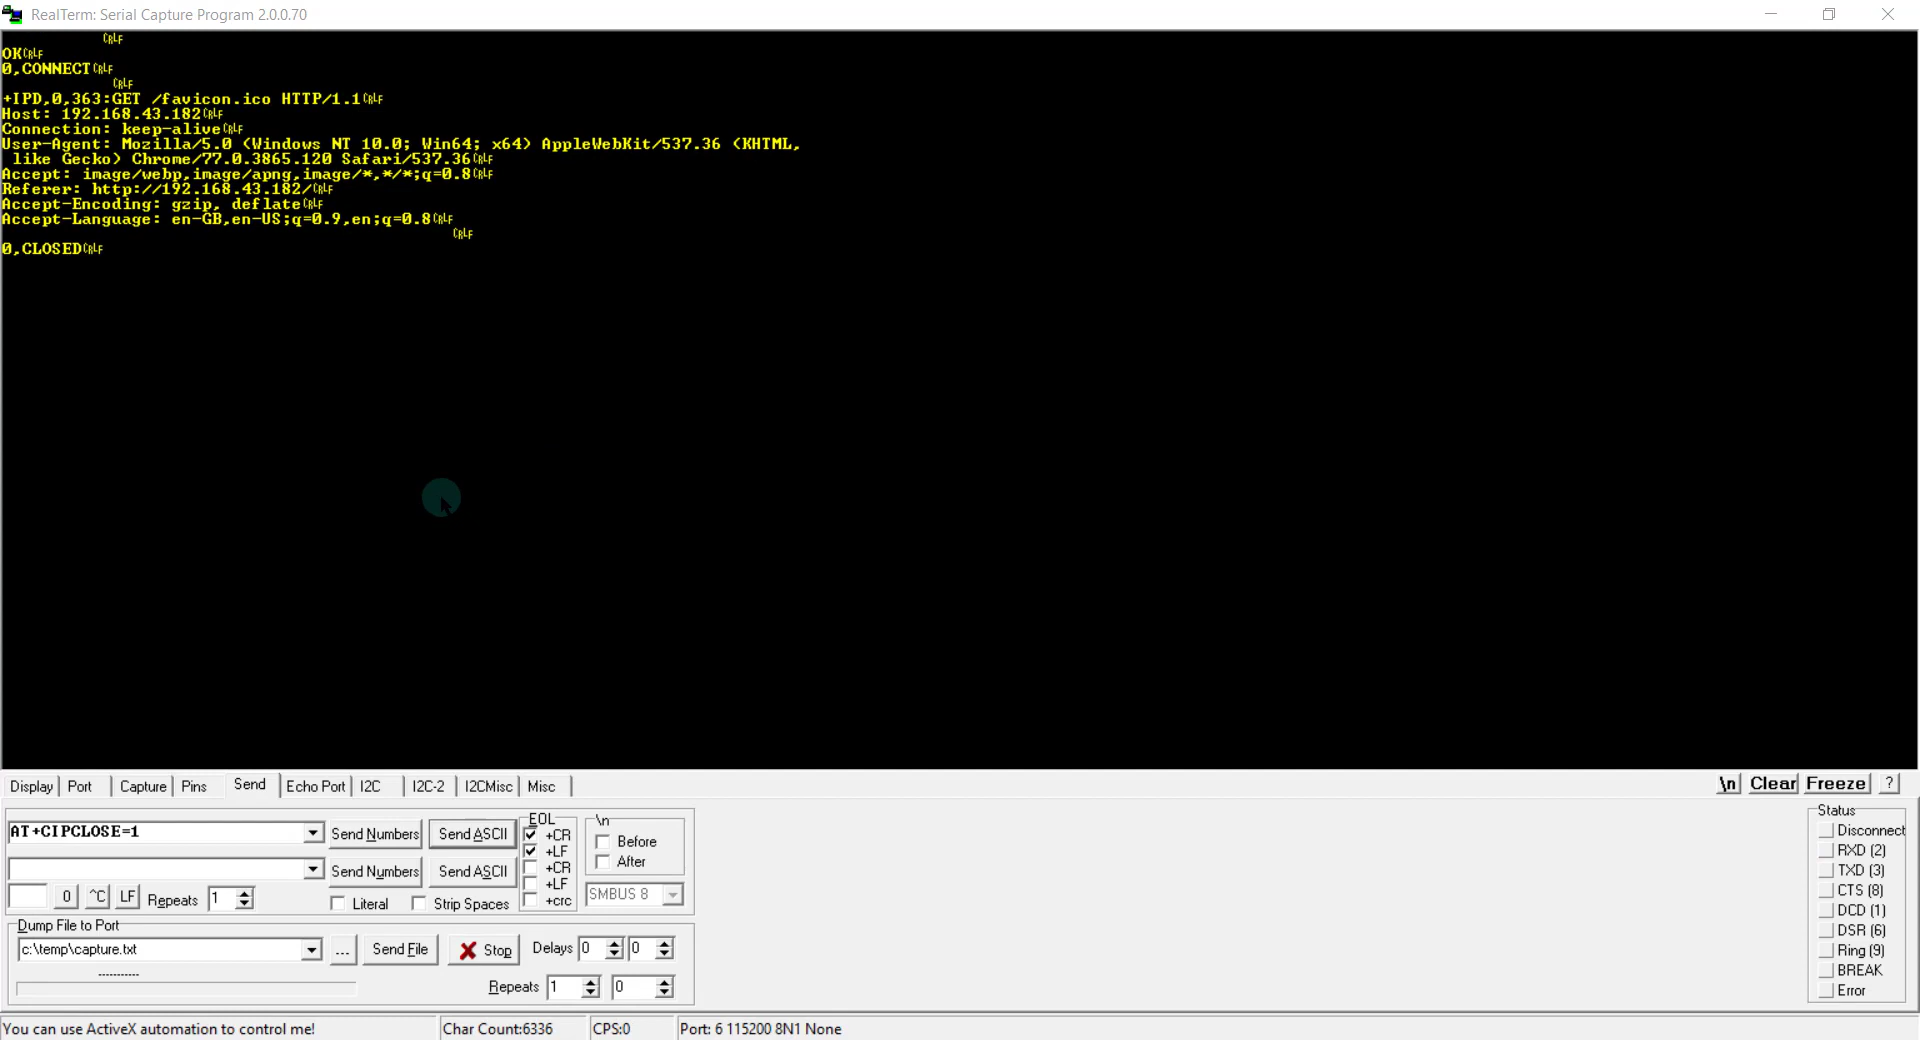 RealTerm: Serial Capture Program 2.0.0.70
CRLF
OKCRLF
0,CONNECTCRLF
CRLF
+IPD,0,363:GET /favicon.ico HTTP/1.1CRLF
Host: 192.168.43.182CRLF
Connection: keep-aliveCRLF
User-Agent: Mozilla/5.0 (Windows NT 10.0; Win64; x64) AppleWebKit/537.36 (KHTML,
like Gecko) Chrome/77.0.3865.120 Safari/537.36CRLF
Accept: image/webp,image/apng,image/*,*/*;q=0.8CRLF
Referer: http://192.168.43.182/CRLF
Accept-Encoding: gzip, deflateCRLF
Accept-Language: en-GB,en-US;q=0.9,en;q=0.8CRLF
CRLF
0,CLOSEDCRLF
Display Port Capture Pins Send Echo Port I2C I2C-2 I2CMisc Misc \n Clear Freeze ?
AT+CIPCLOSE=1 Send Numbers Send ASCII
Send Numbers Send ASCII
0 ^C LF Repeats 1 Literal Strip Spaces
EOL
+CR
+LF
+CR
+LF
+crc
\n
Before
After
SMBUS 8
Dump File to Port
c:\temp\capture.txt ... Send File Stop Delays 0 0
Repeats 1 0
Status
Disconnect
RXD (2)
TXD (3)
CTS (8)
DCD (1)
DSR (6)
Ring (9)
BREAK
Error
You can use ActiveX automation to control me! Char Count:6336 CPS:0 Port: 6 115200 8N1 None